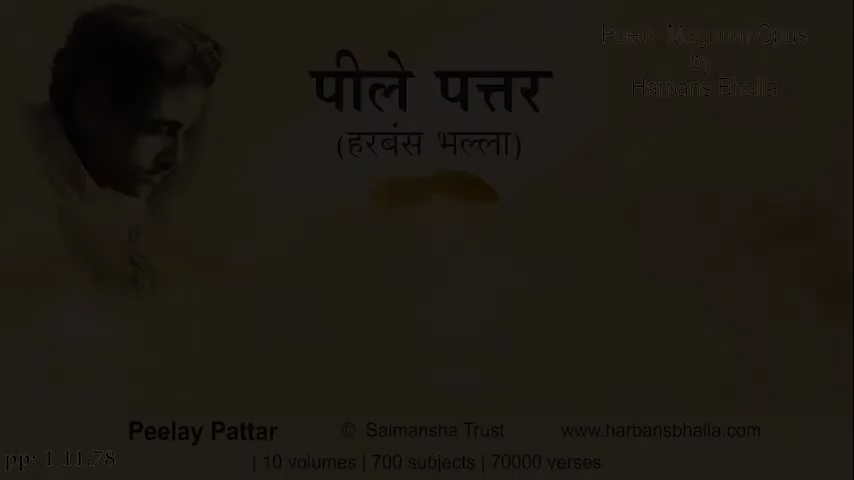 Poetic Magnum Opus
by
Harbans Bhalla
पीले पत्तर
(हरबंस भल्ला)
Peelay Pattar © Saimansha Trust www.harbansbhalla.com
pp: 1.11.78
| 10 volumes | 700 subjects | 70000 verses